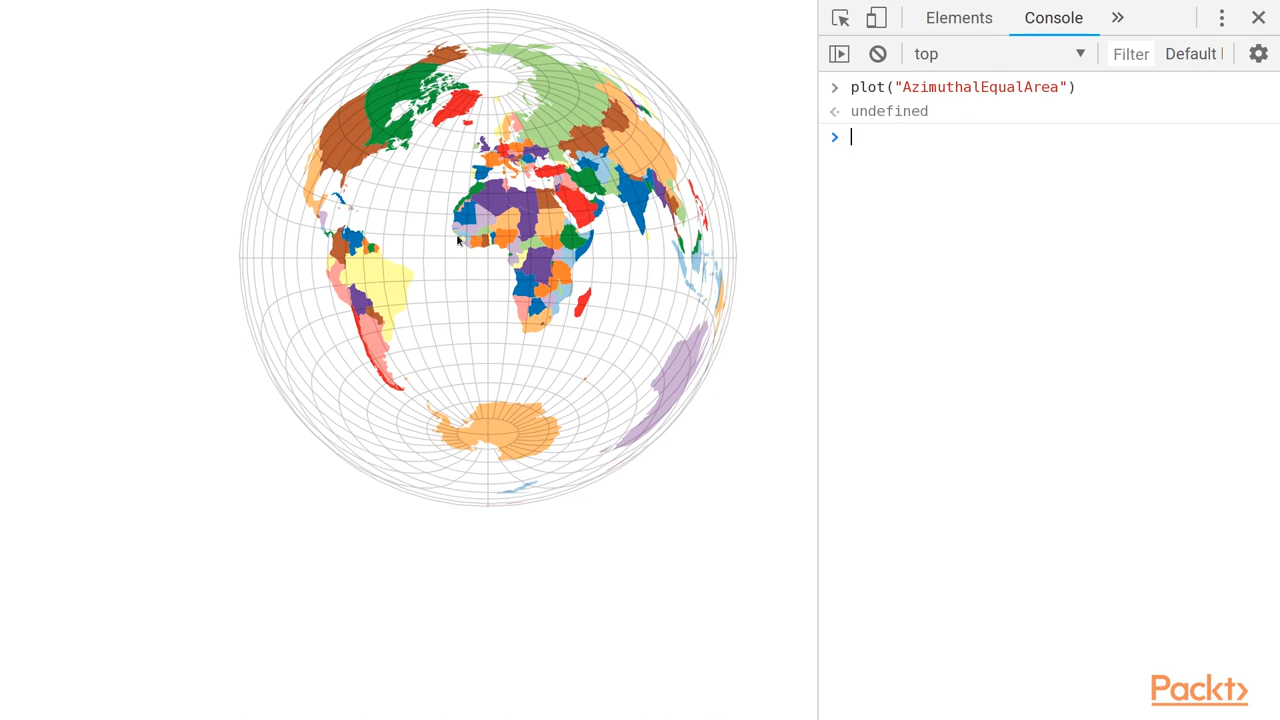 Elements Console
top Filter Default
plot("AzimuthalEqualArea")
undefined
Packt